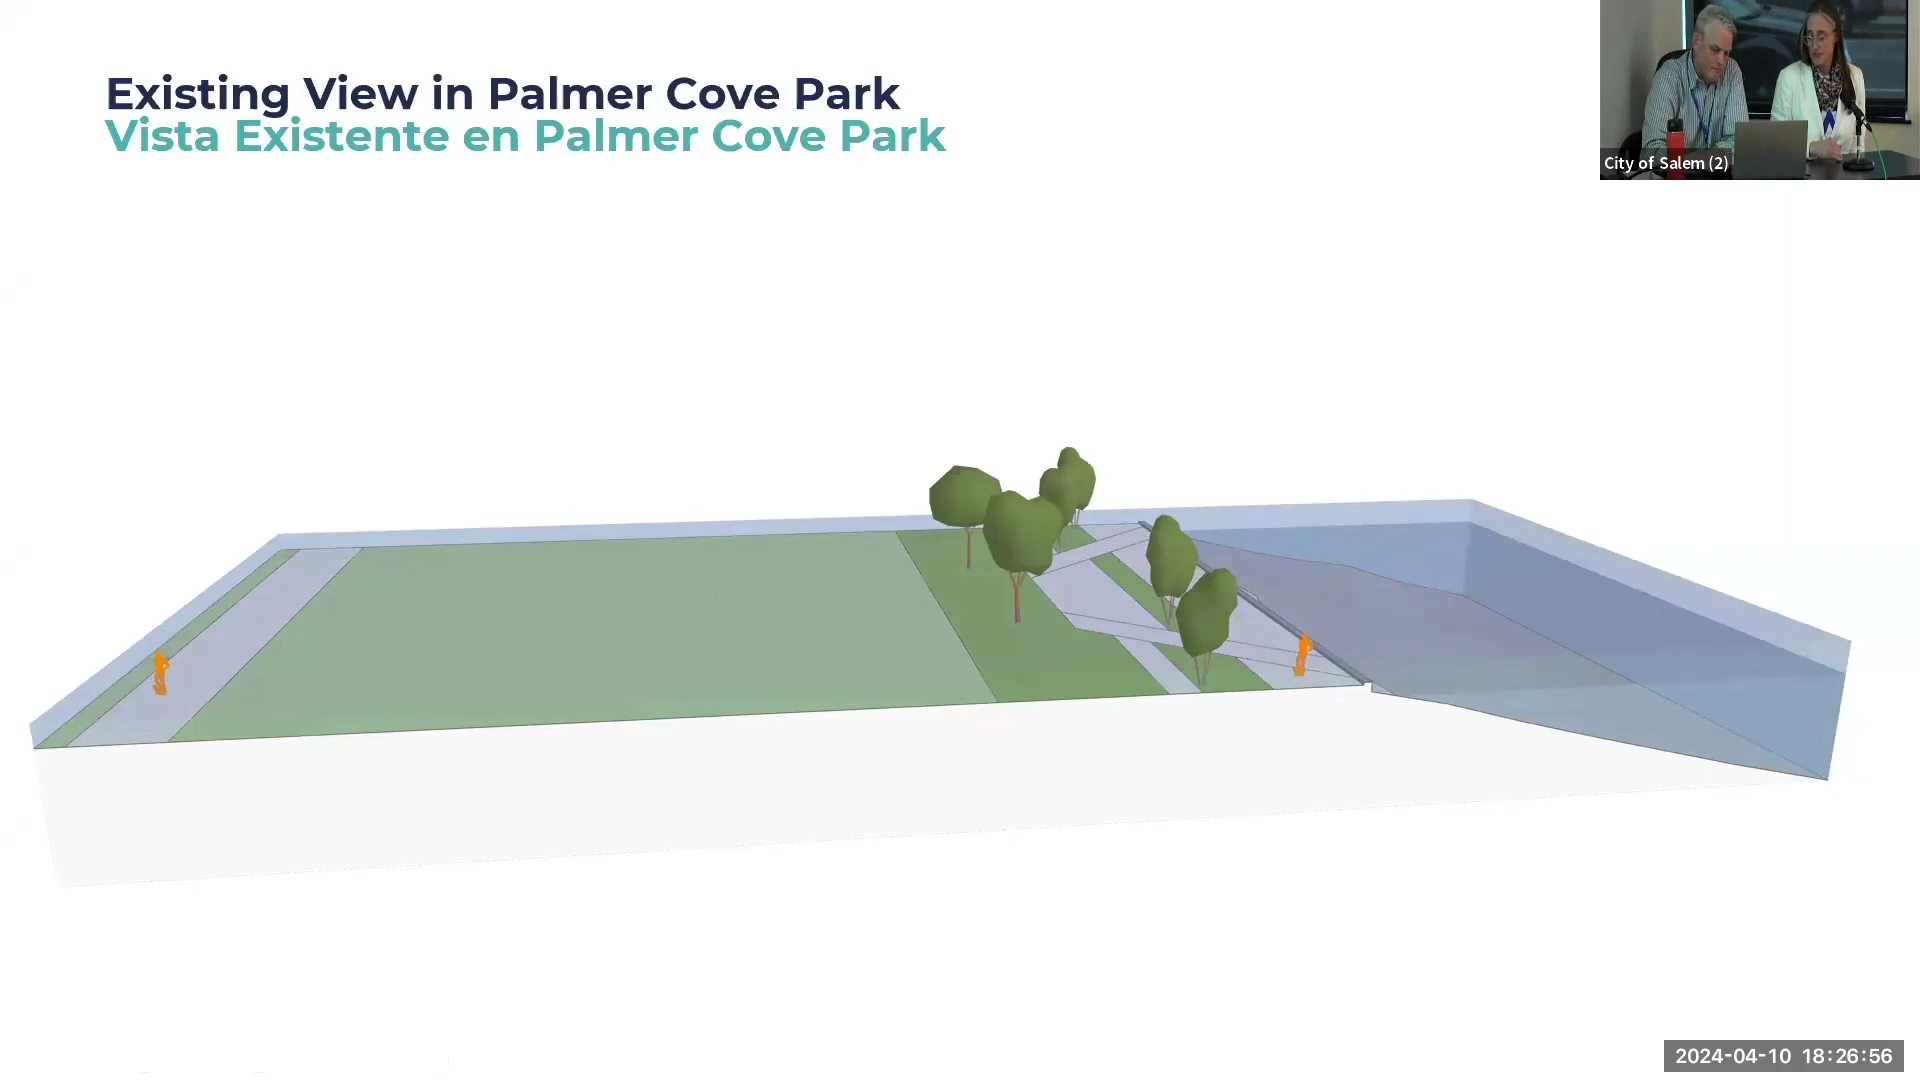 Existing View in Palmer Cove Park
Vista Existente en Palmer Cove Park
City of Salem (2)
2024-04-10 18:26:56